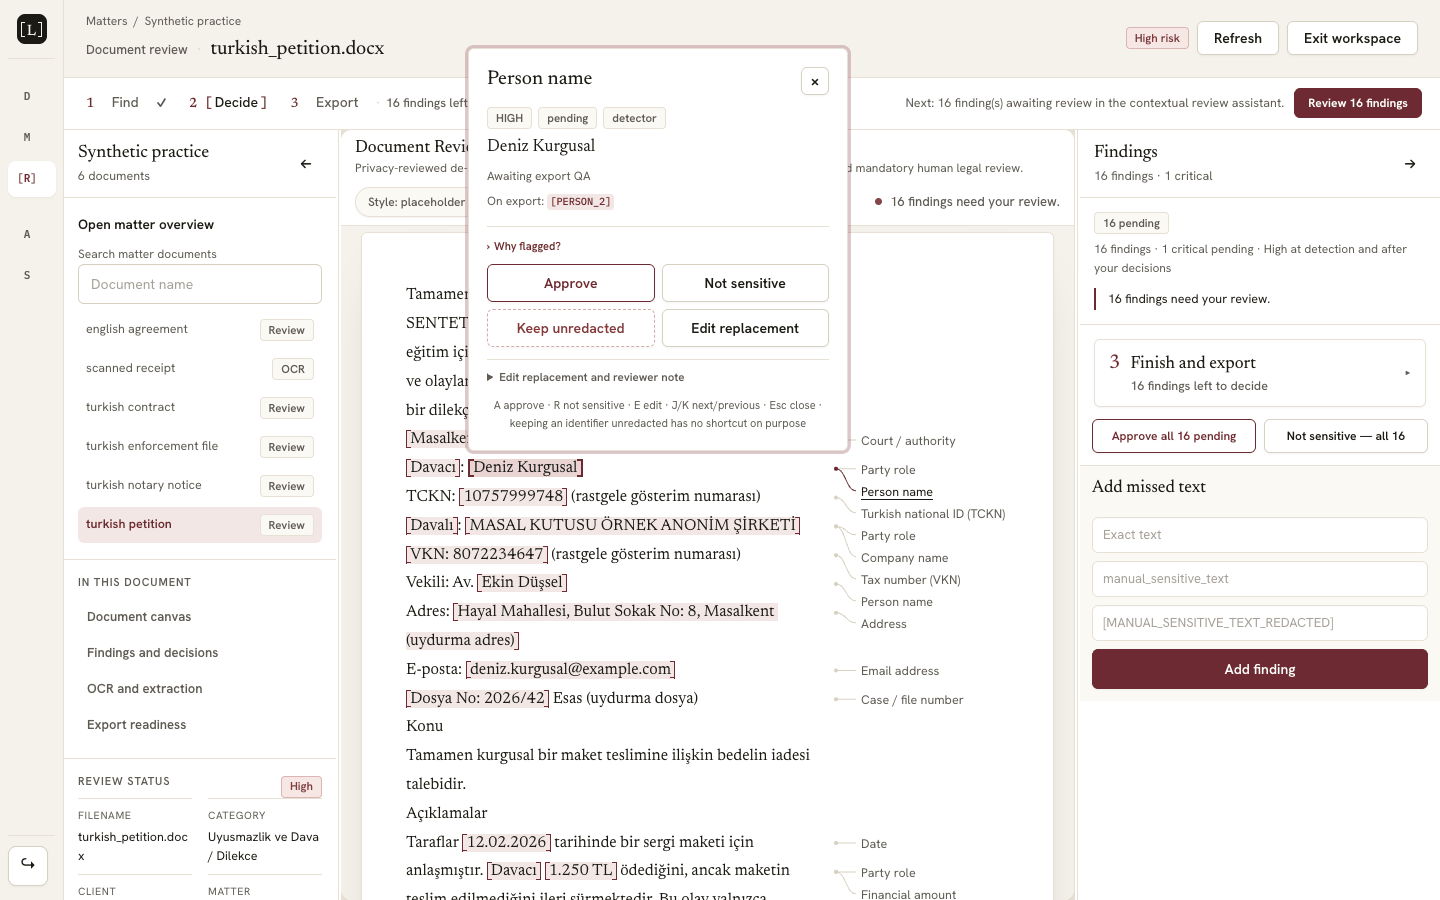 [L]
D
M
[R]
A
S
Matters / Synthetic practice
Document review · turkish_petition.docx
High risk
Refresh
Exit workspace
1 Find ✓ 2 [Decide] 3 Export · 16 findings left
Next: 16 finding(s) awaiting review in the contextual review assistant.
Review 16 findings
Synthetic practice
6 documents
Open matter overview
Search matter documents
Document name
english agreement Review
scanned receipt OCR
turkish contract Review
turkish enforcement file Review
turkish notary notice Review
turkish petition Review
IN THIS DOCUMENT
Document canvas
Findings and decisions
OCR and extraction
Export readiness
REVIEW STATUS High
FILENAME
turkish_petition.doc
x
CATEGORY
Uyusmazlik ve Dava
/ Dilekce
CLIENT
MATTER
Document Revie
Privacy-reviewed de-
d mandatory human legal review.
Style: placeholder
16 findings need your review.
Person name
×
HIGH pending detector
Deniz Kurgusal
Awaiting export QA
On export: [PERSON_2]
› Why flagged?
Approve
Not sensitive
Keep unredacted
Edit replacement
▶ Edit replacement and reviewer note
A approve · R not sensitive · E edit · J/K next/previous · Esc close ·
keeping an identifier unredacted has no shortcut on purpose
Tamamen
SENTET
eğitim içi
ve olaylar
bir dilekç
[Masalke
[Davacı]: [Deniz Kurgusal]
TCKN: [10757999748] (rastgele gösterim numarası)
[Davalı]: [MASAL KUTUSU ÖRNEK ANONİM ŞİRKETİ]
[VKN: 8072234647] (rastgele gösterim numarası)
Vekili: Av. [Ekin Düşsel]
Adres: [Hayal Mahallesi, Bulut Sokak No: 8, Masalkent
(uydurma adres)]
E-posta: [deniz.kurgusal@example.com]
[Dosya No: 2026/42] Esas (uydurma dosya)
Konu
Tamamen kurgusal bir maket teslimine ilişkin bedelin iadesi
talebidir.
Açıklamalar
Taraflar [12.02.2026] tarihinde bir sergi maketi için
anlaşmıştır. [Davacı] [1.250 TL] ödediğini, ancak maketin
teslim edilmediğini ileri sürmektedir. Bu olay yalnızca
Court / authority
Party role
Person name
Turkish national ID (TCKN)
Party role
Company name
Tax number (VKN)
Person name
Address
Email address
Case / file number
Date
Party role
Financial amount
Findings
16 findings · 1 critical
16 pending
16 findings · 1 critical pending · High at detection and after
your decisions
16 findings need your review.
3 Finish and export
16 findings left to decide
Approve all 16 pending
Not sensitive — all 16
Add missed text
Exact text
manual_sensitive_text
[MANUAL_SENSITIVE_TEXT_REDACTED]
Add finding